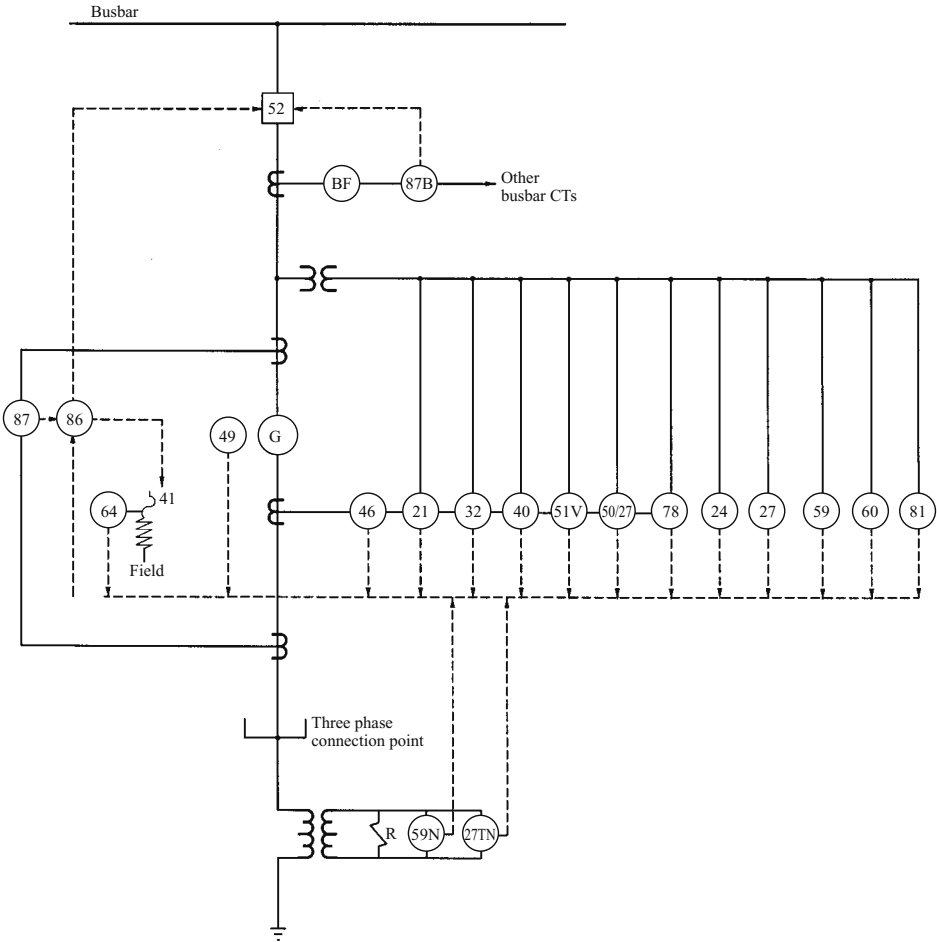 Busbar
52
BF
87B
Other
busbar CTs
87
86
49
G
64
41
Field
46
21
32
40
51V
50/27
78
24
27
59
60
81
Three phase
connection point
R
59N
27TN